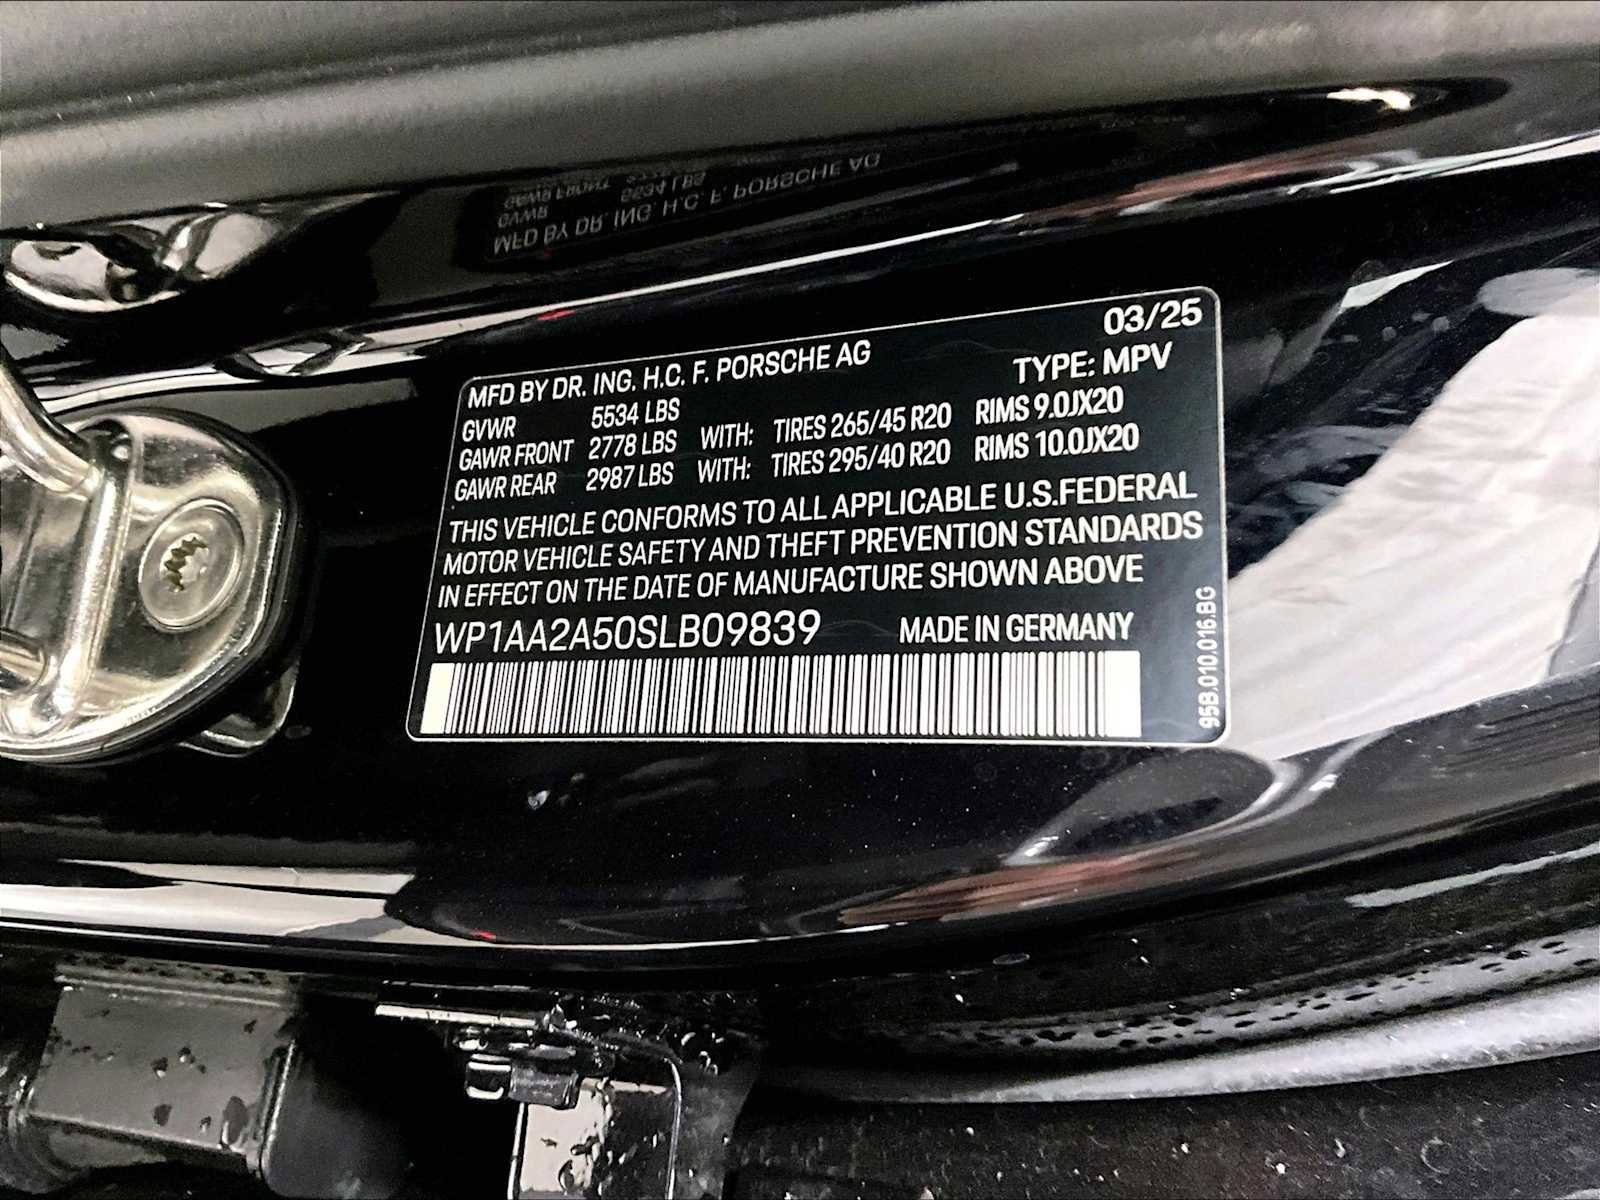 03/25
MFD BY DR. ING. H.C. F. PORSCHE AG TYPE: MPV
GVWR 5534 LBS
GAWR FRONT 2778 LBS WITH: TIRES 265/45 R20 RIMS 9.0JX20
GAWR REAR 2987 LBS WITH: TIRES 295/40 R20 RIMS 10.0JX20
THIS VEHICLE CONFORMS TO ALL APPLICABLE U.S.FEDERAL
MOTOR VEHICLE SAFETY AND THEFT PREVENTION STANDARDS
IN EFFECT ON THE DATE OF MANUFACTURE SHOWN ABOVE
WP1AA2A50SLB09839 MADE IN GERMANY
95B.010.016.BG